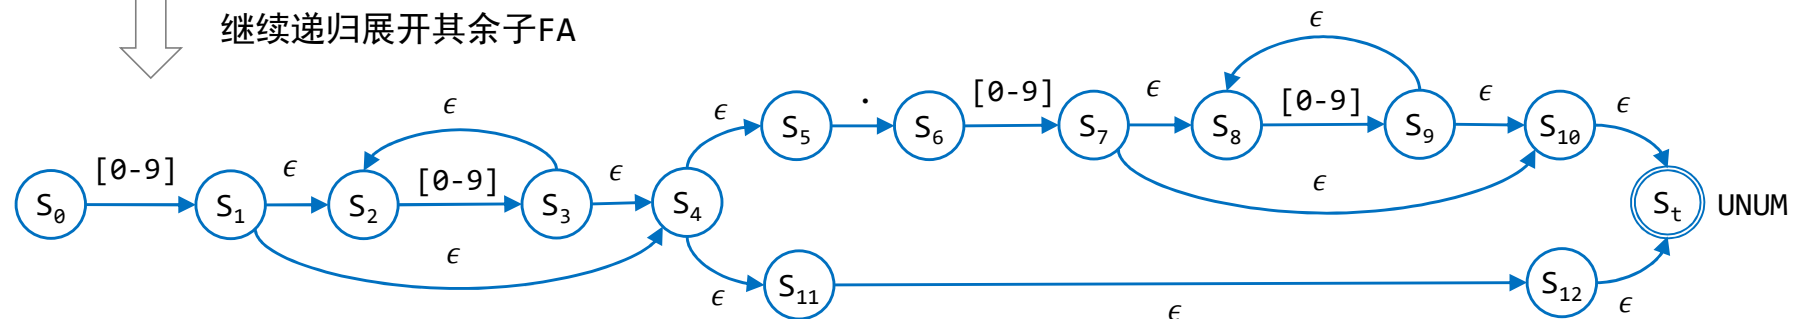 继续递归展开其余子FA
ϵ
ϵ [0-9] ϵ [0-9] ϵ ϵ
ϵ .
S₅ S₆ S₇ S₈ S₉ S₁₀
[0-9] ϵ [0-9] ϵ
ϵ
S₀ S₁ S₂ S₃ S₄ Sₜ UNUM
ϵ
S₁₁ S₁₂
ϵ ϵ ϵ